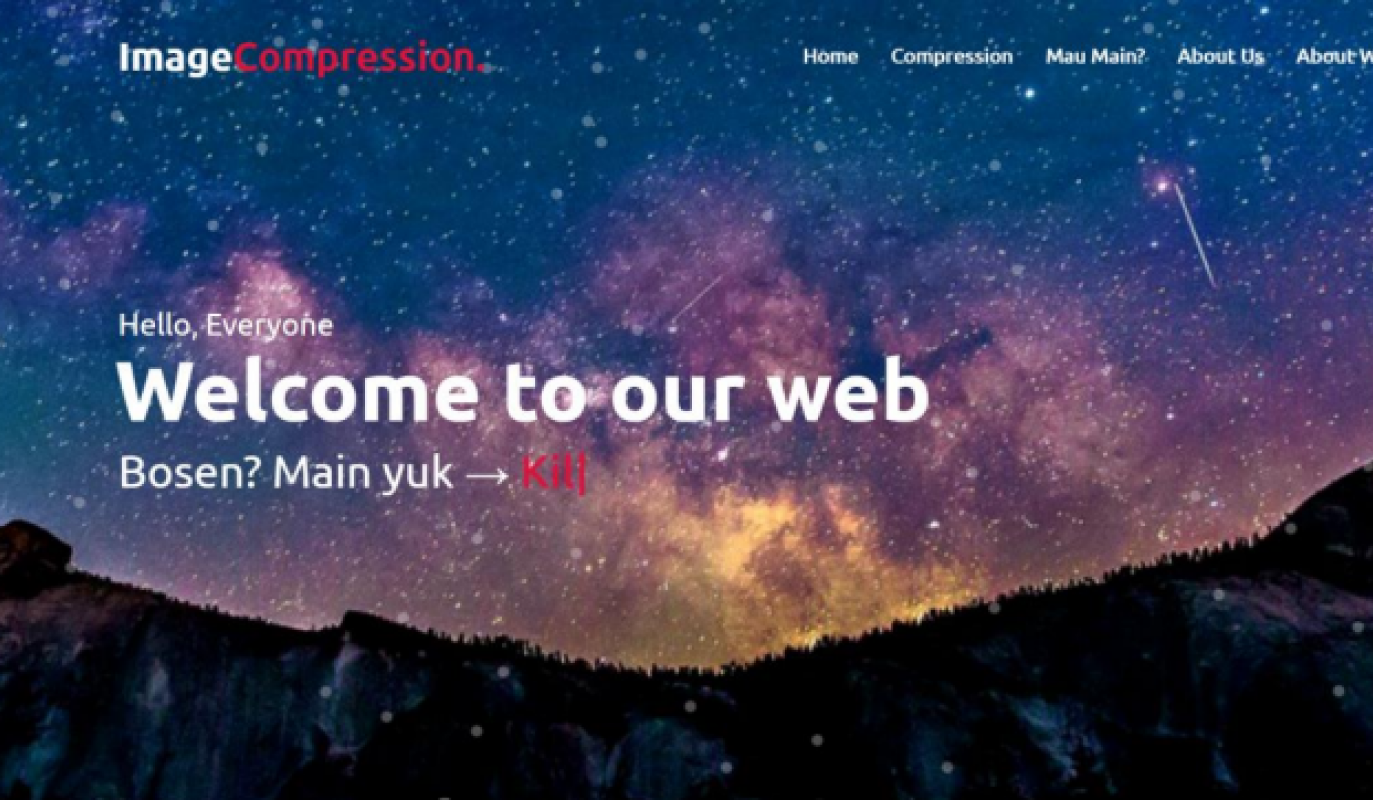 ImageCompression.
Home Compression Mau Main? About Us About W
Hello, Everyone
Welcome to our web
Bosen? Main yuk → Kil|